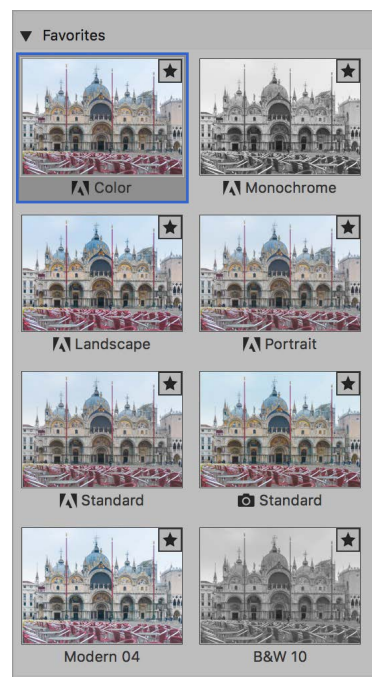 Favorites
Color
Monochrome
Landscape
Portrait
Standard
Standard
Modern 04
B&W 10